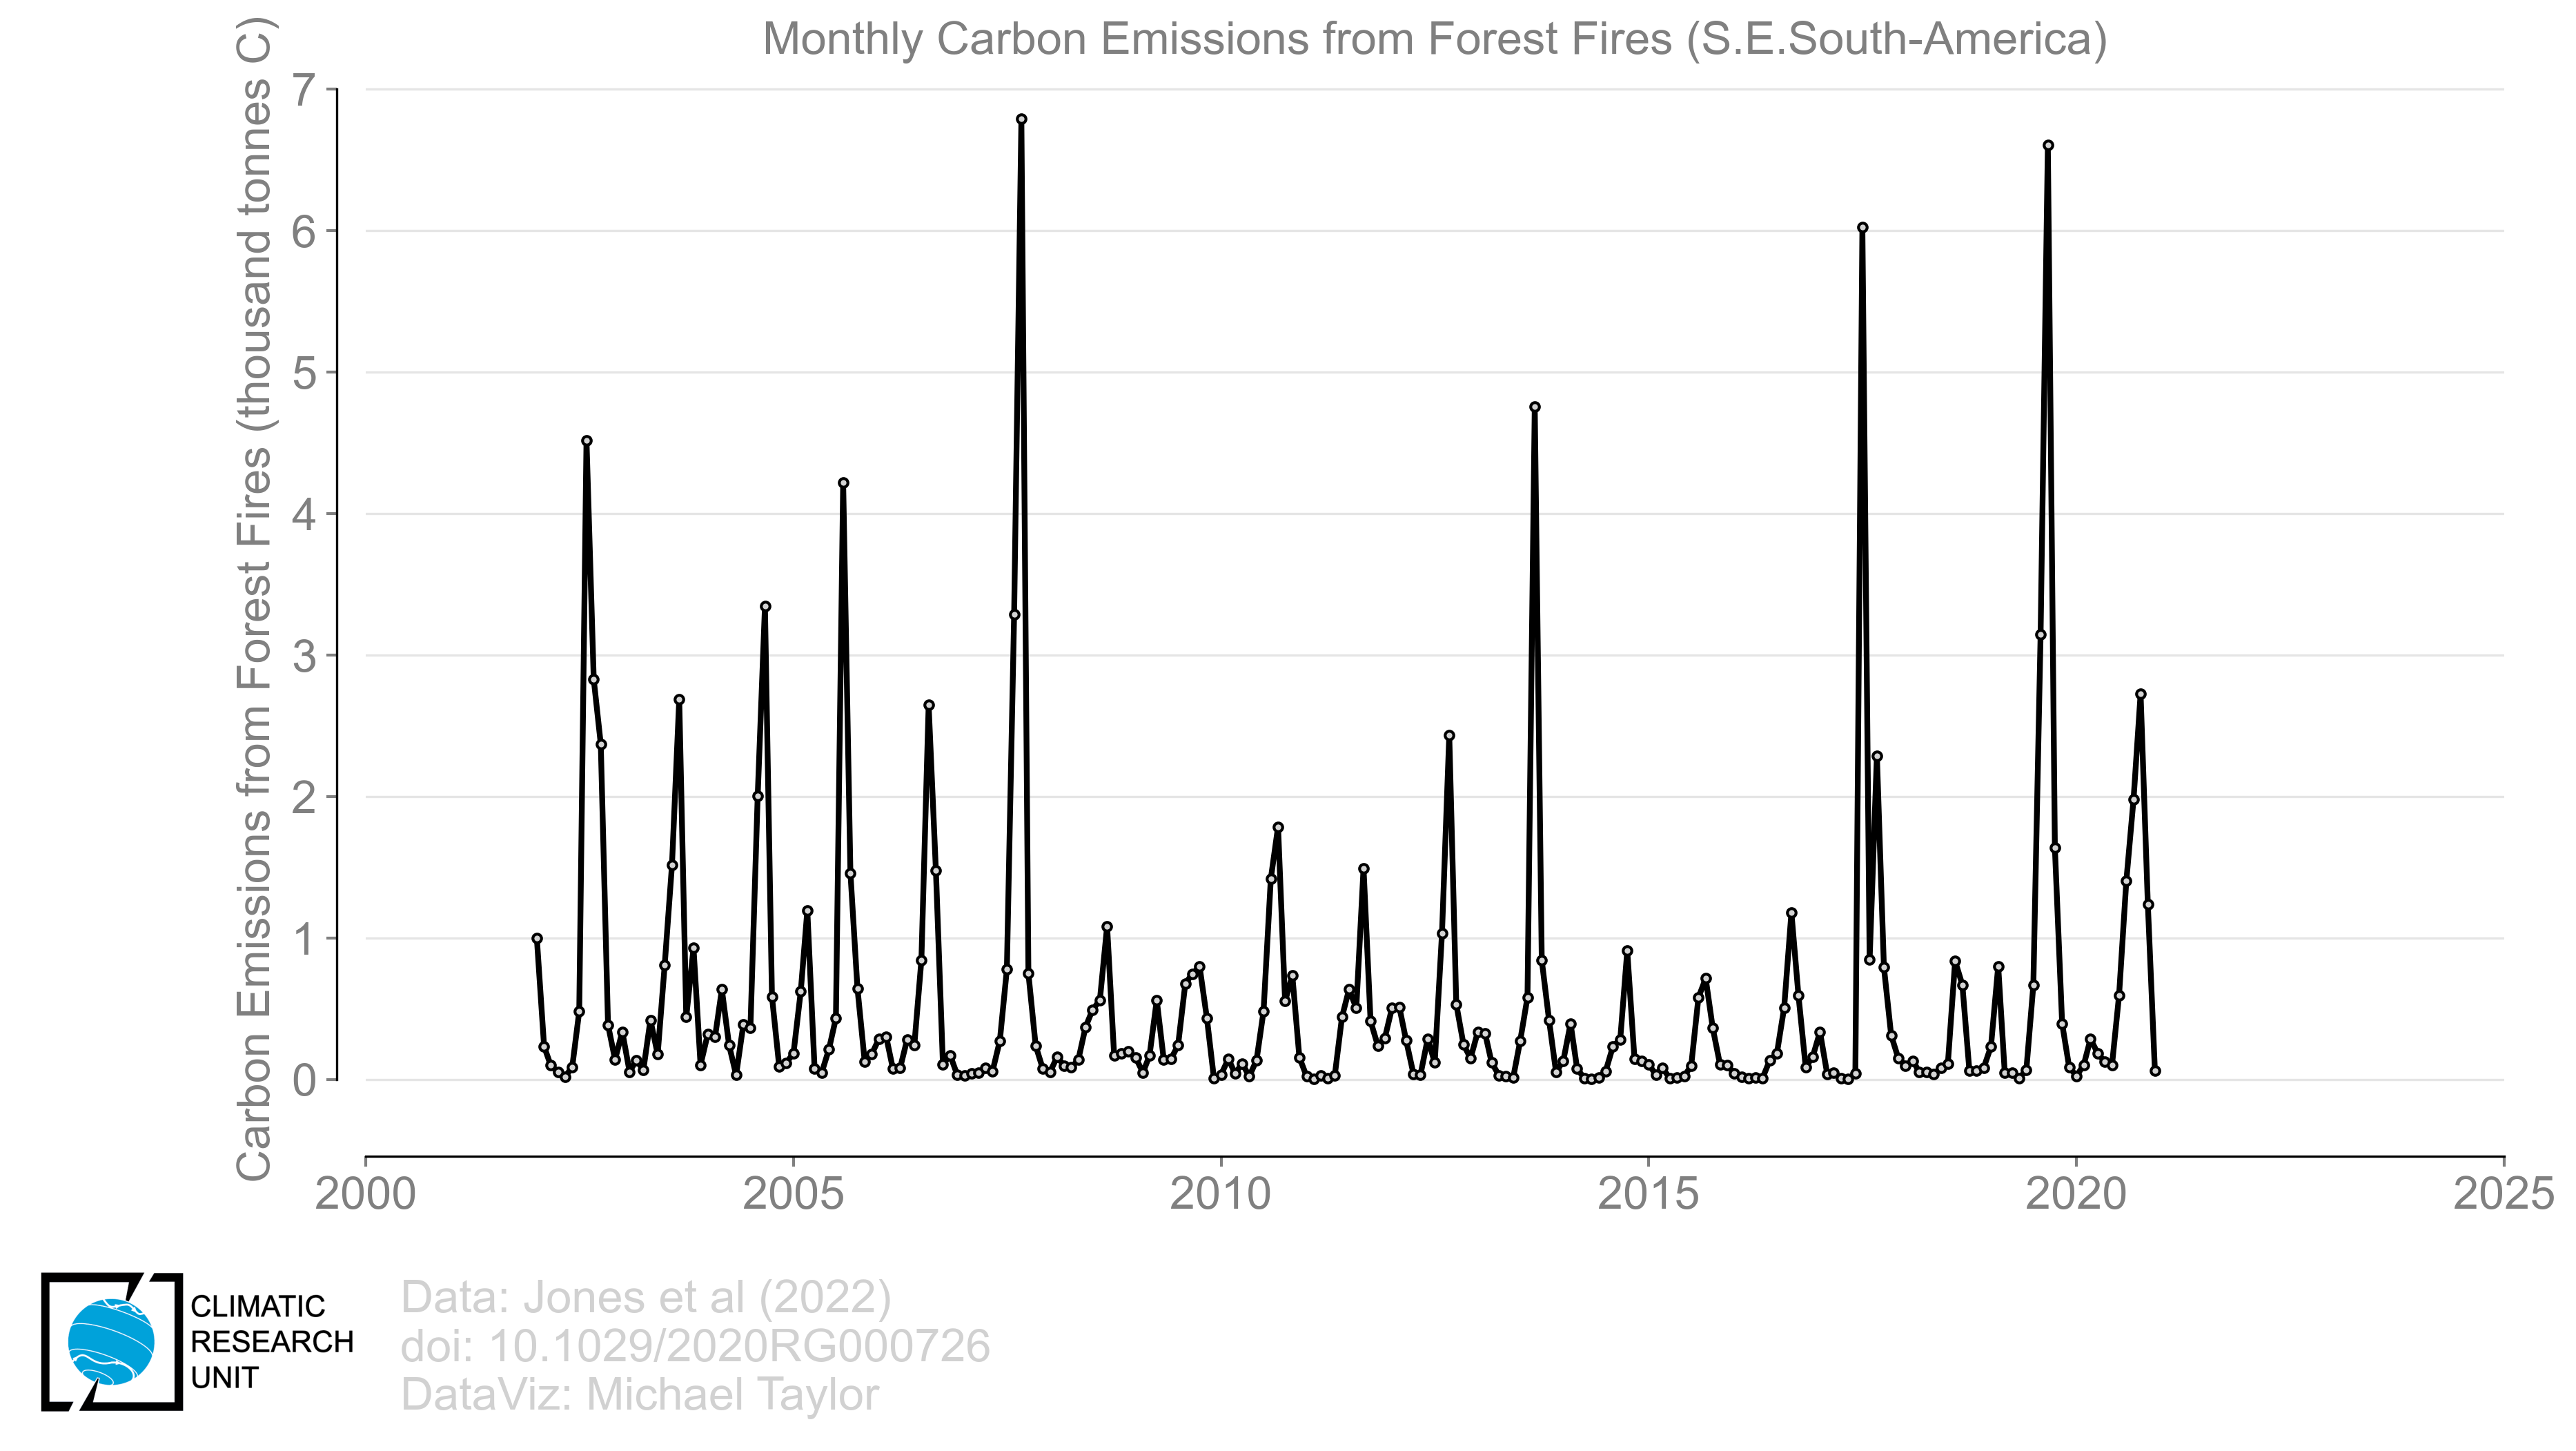 Monthly Carbon Emissions from Forest Fires (S.E.South-America)
Carbon Emissions from Forest Fires (thousand tonnes C)
7
6
5
4
3
2
1
0
2000 2005 2010 2015 2020 2025
CLIMATIC
RESEARCH
UNIT
Data: Jones et al (2022)
doi: 10.1029/2020RG000726
DataViz: Michael Taylor